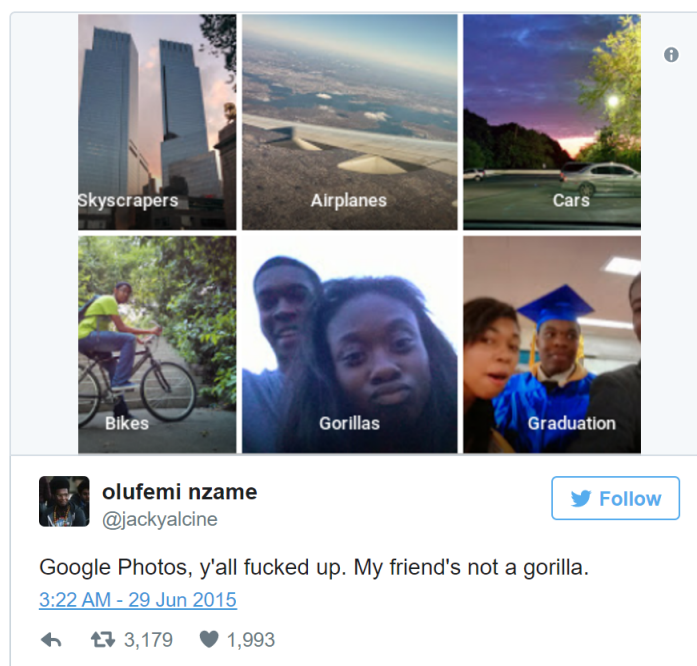 Skyscrapers
Airplanes
Cars
Bikes
Gorillas
Graduation
olufemi nzame
@jackyalcine
Follow
Google Photos, y'all fucked up. My friend's not a gorilla.
3:22 AM - 29 Jun 2015
3,179
1,993